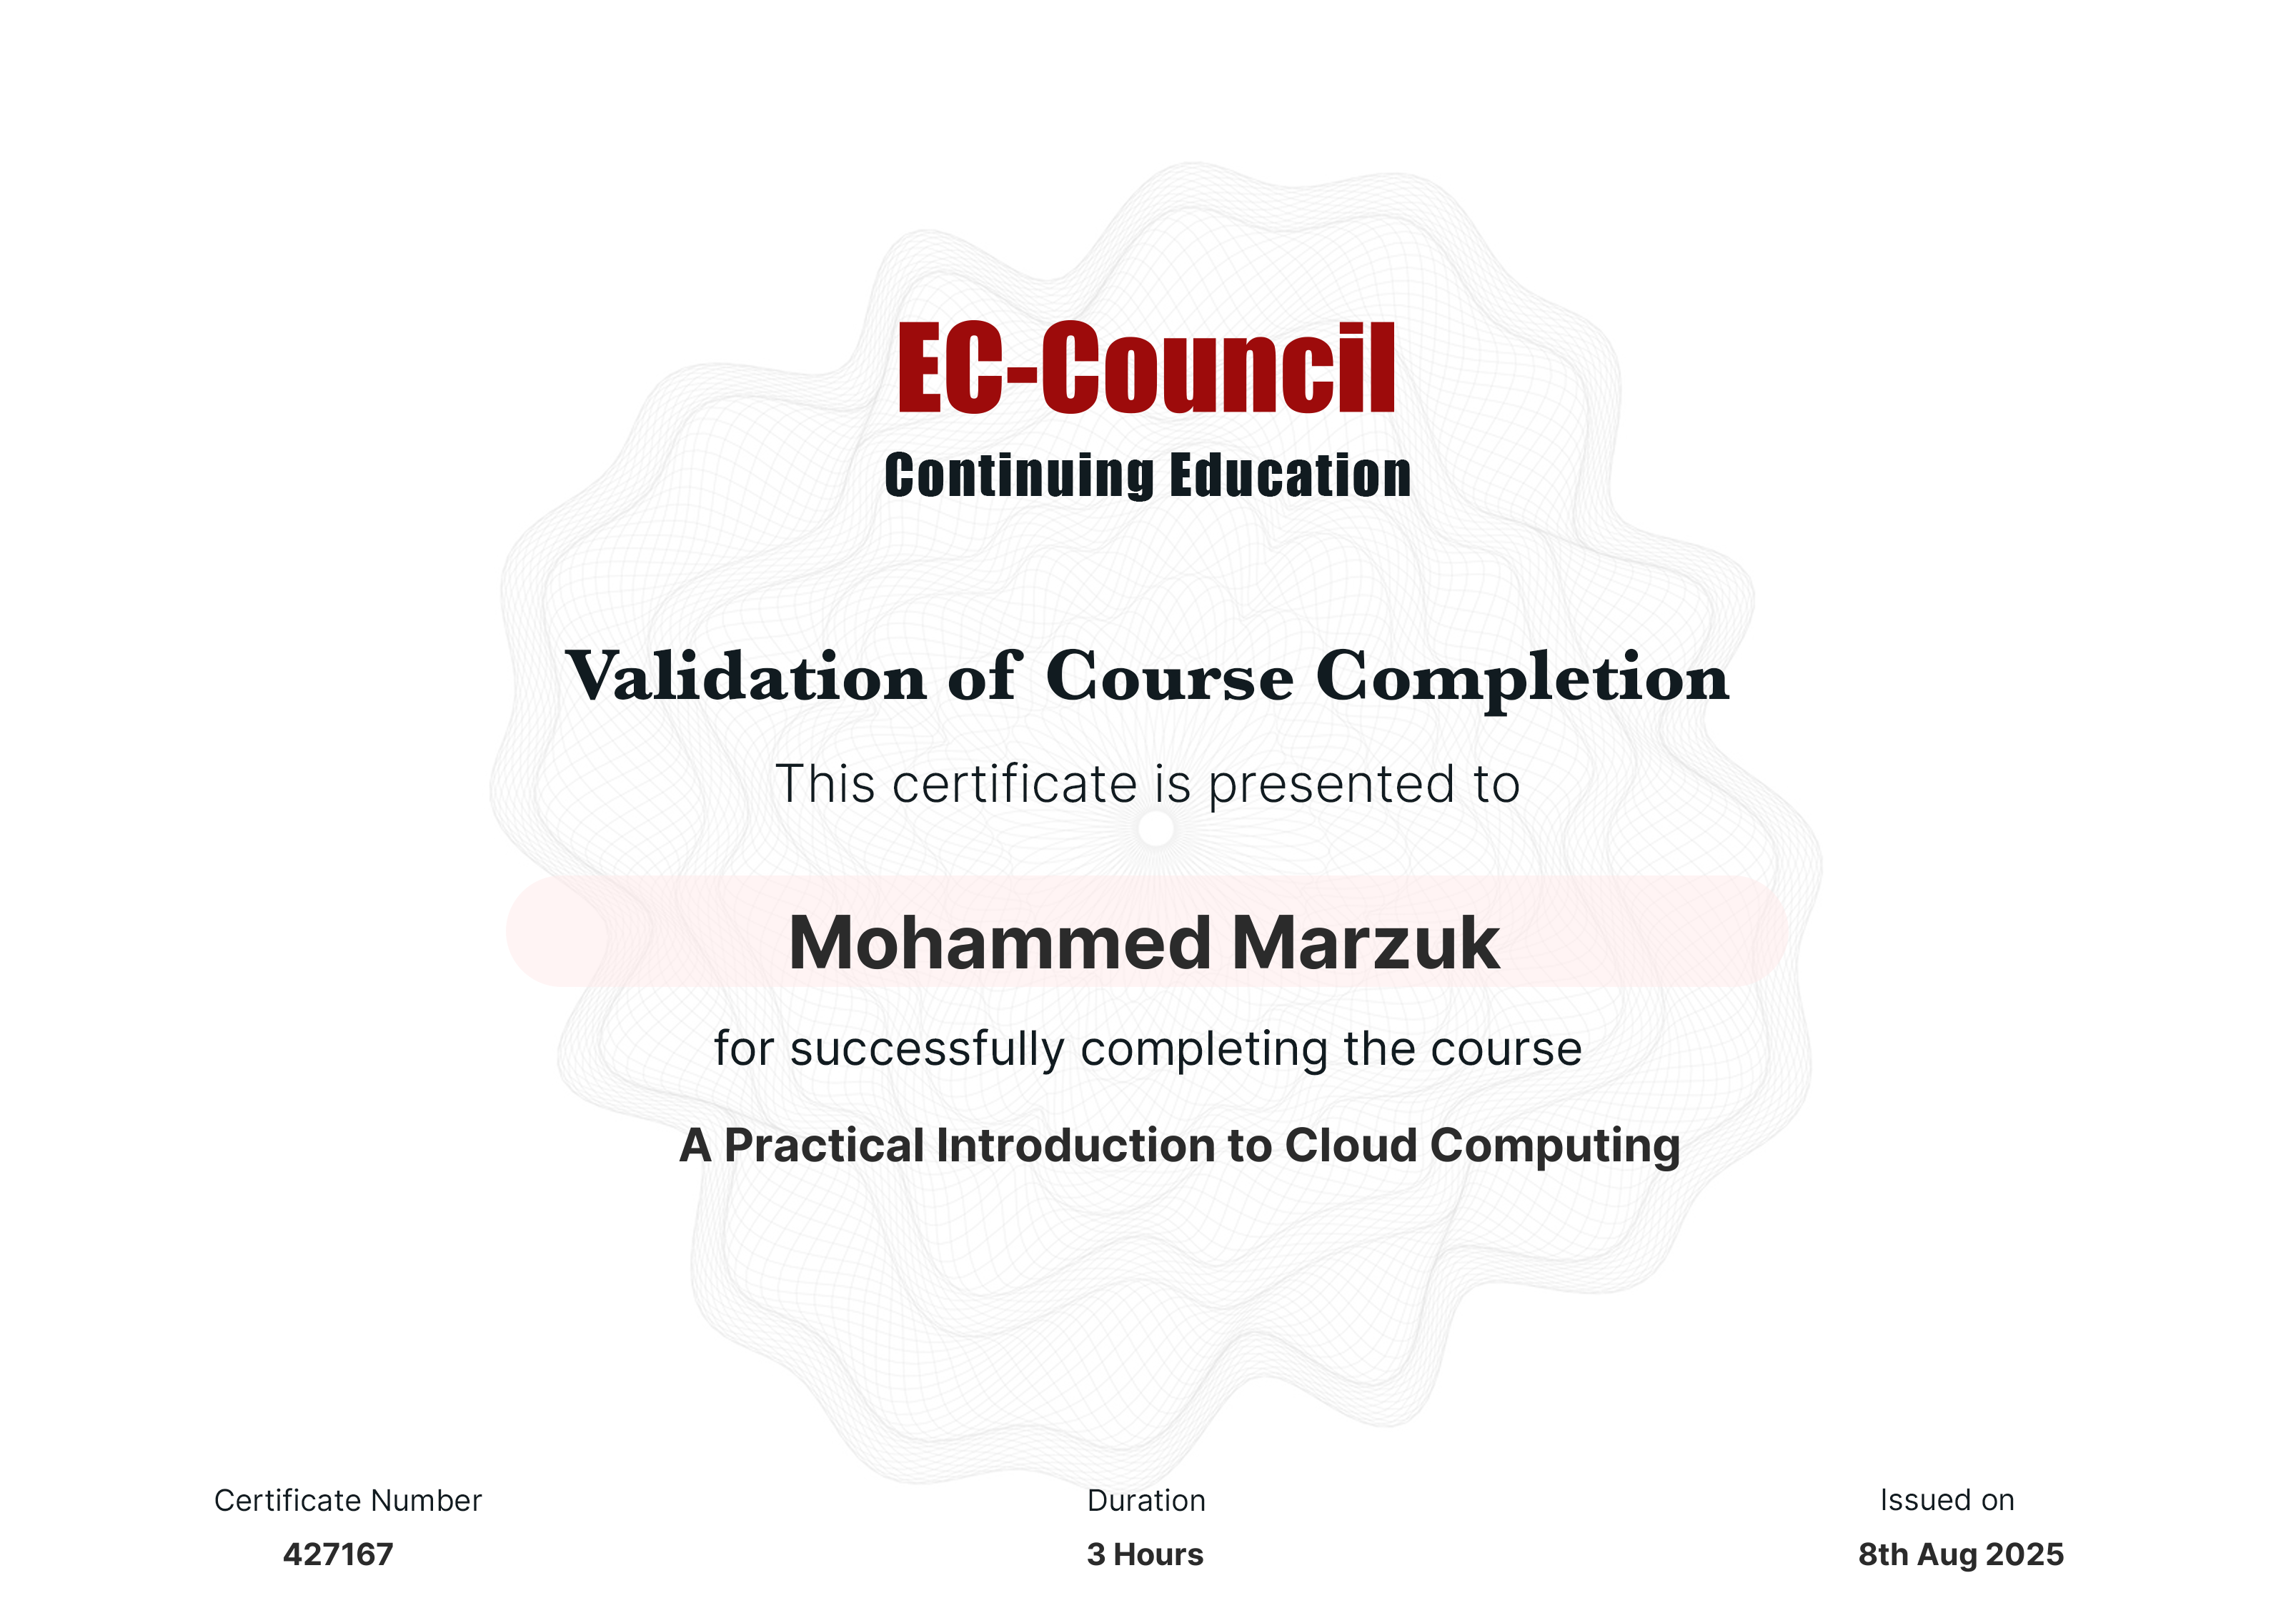 EC-Council
Continuing Education
Validation of Course Completion
This certificate is presented to
Mohammed Marzuk
for successfully completing the course
A Practical Introduction to Cloud Computing
Certificate Number
427167
Duration
3 Hours
Issued on
8th Aug 2025